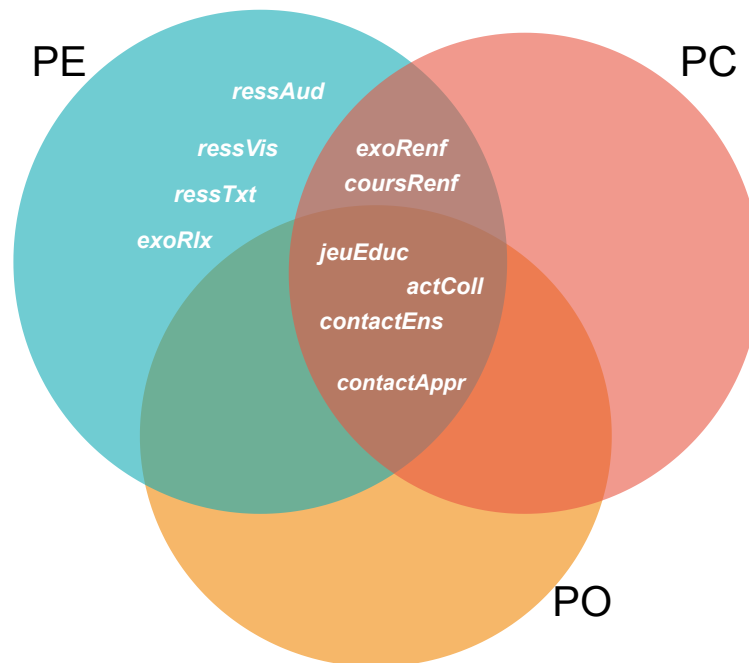 PE
PC
ressAud
ressVis
exoRenf
ressTxt
coursRenf
exoRlx
jeuEduc
actColl
contactEns
contactAppr
PO